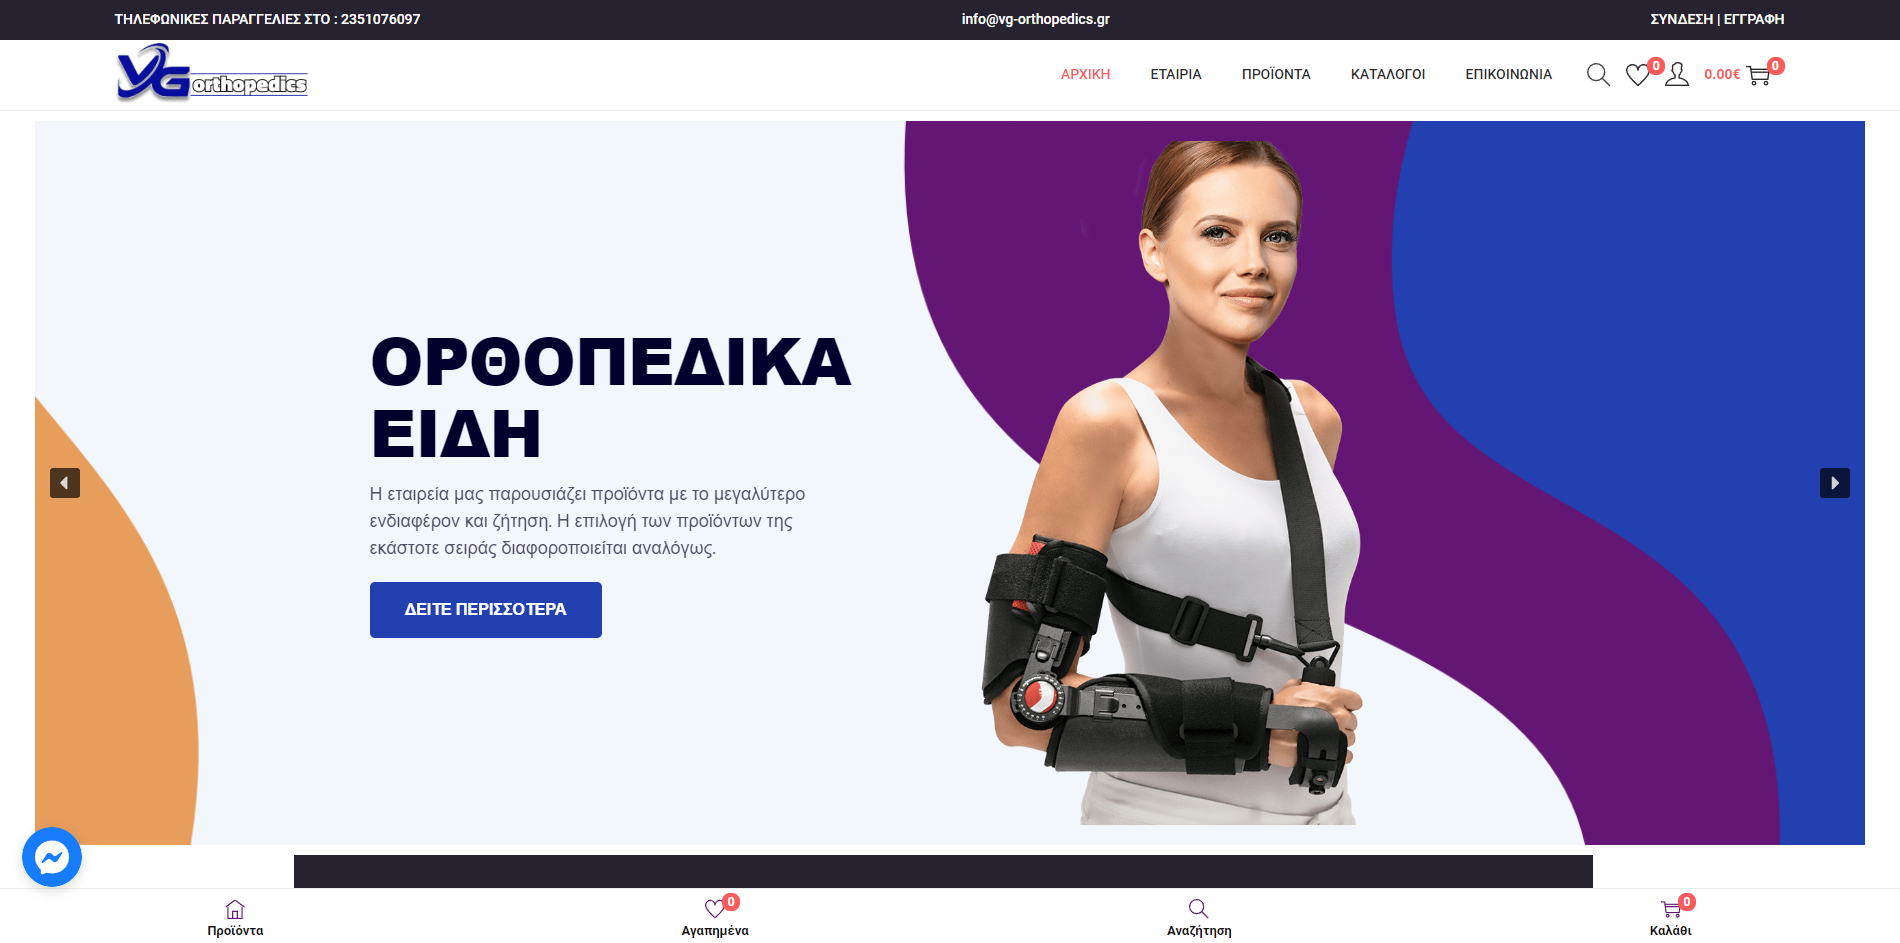 ΤΗΛΕΦΩΝΙΚΕΣ ΠΑΡΑΓΓΕΛΙΕΣ ΣΤΟ : 2351076097
info@vg-orthopedics.gr
ΣΥΝΔΕΣΗ | ΕΓΓΡΑΦΗ
VG orthopedics
ΑΡΧΙΚΗ
ΕΤΑΙΡΙΑ
ΠΡΟΪΟΝΤΑ
ΚΑΤΑΛΟΓΟΙ
ΕΠΙΚΟΙΝΩΝΙΑ
0
0.00€
0
ΟΡΘΟΠΕΔΙΚΑ
ΕΙΔΗ
Η εταιρεία μας παρουσιάζει προϊόντα με το μεγαλύτερο
ενδιαφέρον και ζήτηση. Η επιλογή των προϊόντων της
εκάστοτε σειράς διαφοροποιείται αναλόγως.
ΔΕΙΤΕ ΠΕΡΙΣΣΟΤΕΡΑ
Προϊόντα
0
Αγαπημένα
Αναζήτηση
0
Καλάθι